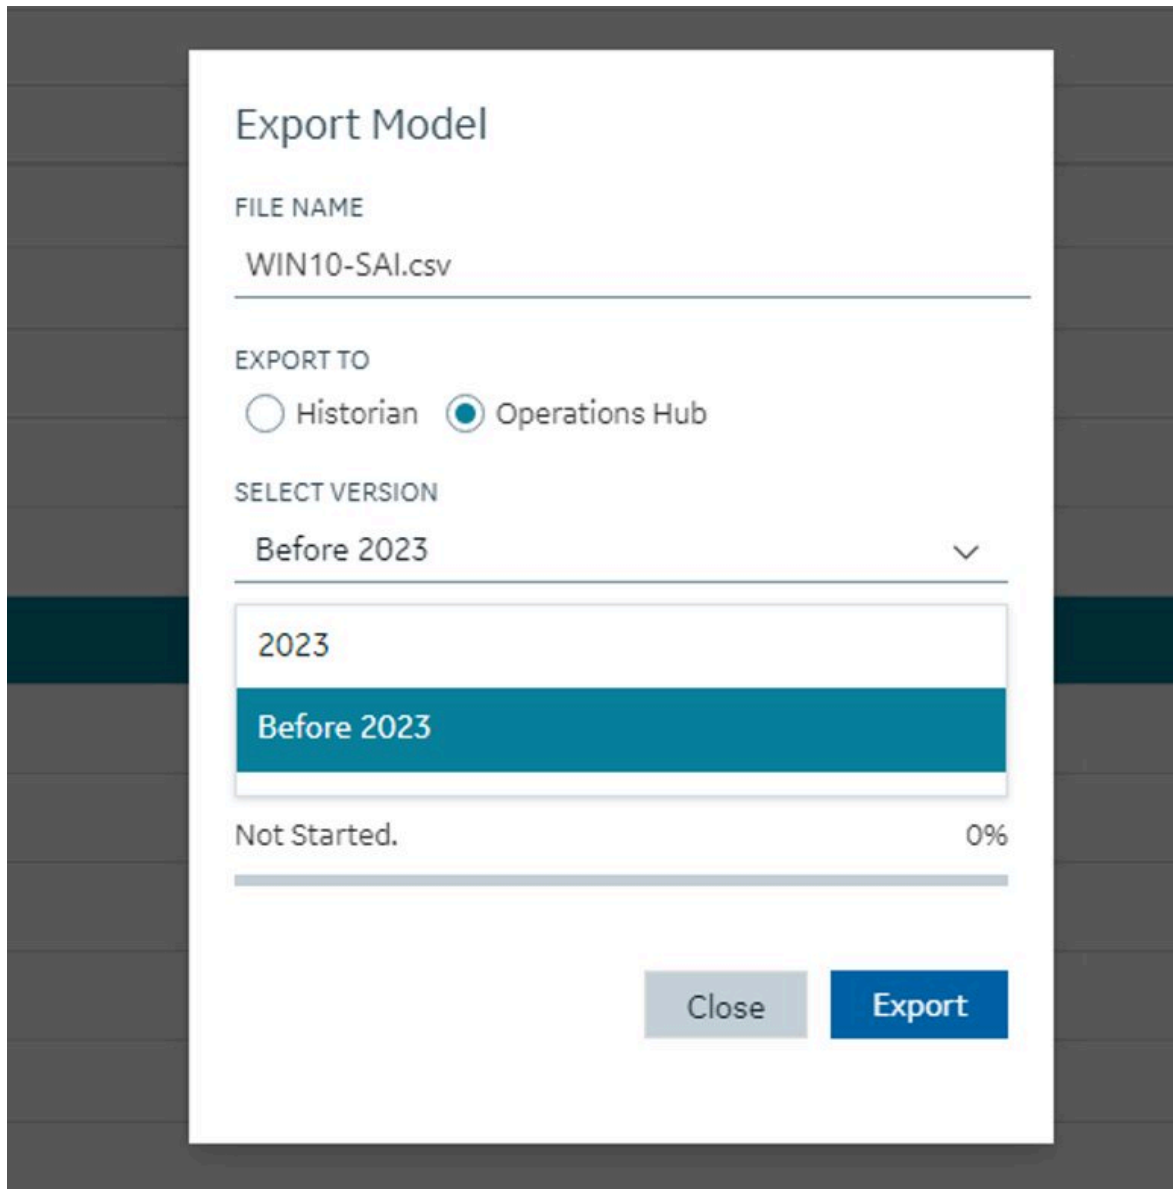 Export Model
FILE NAME
WIN10-SAI.csv
EXPORT TO
Historian Operations Hub
SELECT VERSION
Before 2023
2023
Before 2023
Not Started. 0%
Close Export